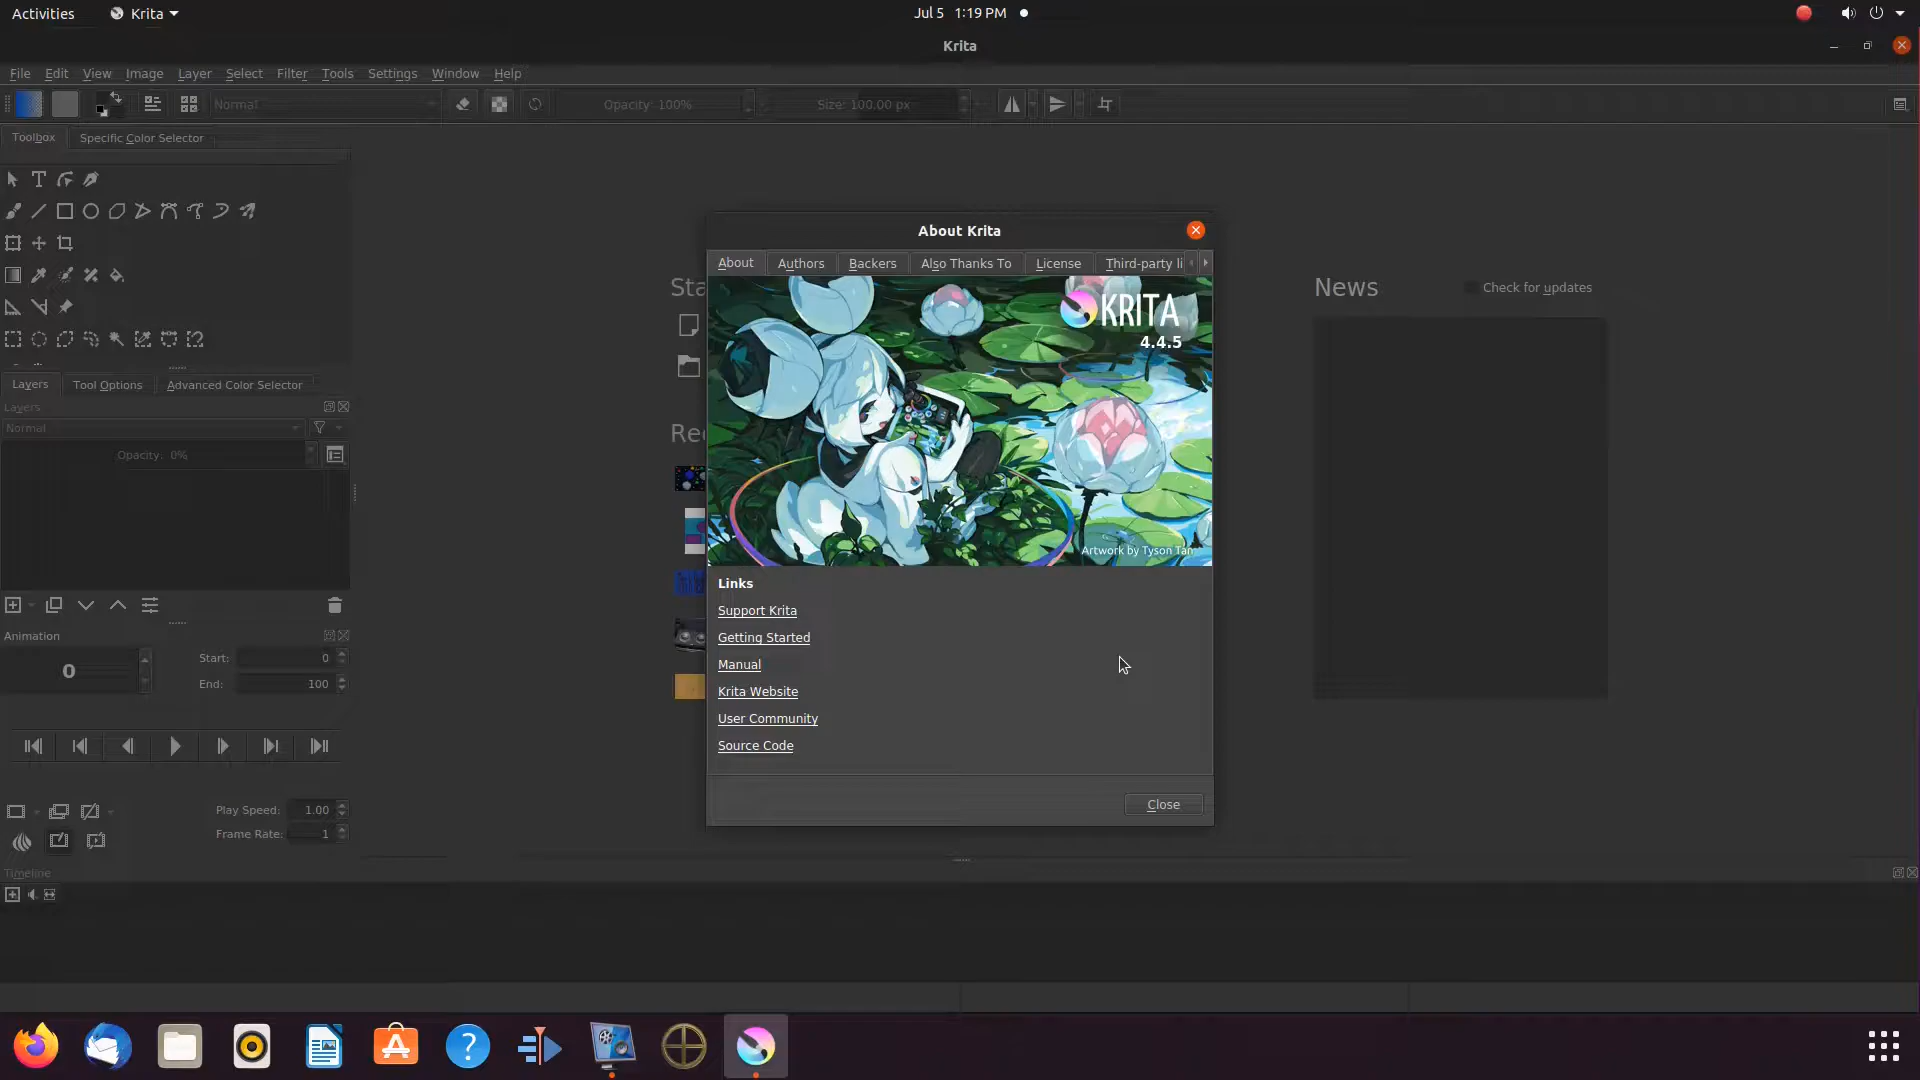 Activities Krita Jul 5 1:19 PM
Krita
File Edit View Image Layer Select Filter Tools Settings Window Help
Normal Opacity: 100% Size: 100.00 px
Toolbox Specific Color Selector
About Krita
About Authors Backers Also Thanks To License Third-party li
KRITA
4.4.5
Artwork by Tyson Tan
Links
Support Krita
Getting Started
Manual
Krita Website
User Community
Source Code
Close
Sta
Rec
News Check for updates
Layers Tool Options Advanced Color Selector
Layers
Normal
Opacity: 0%
Animation
0 Start: 0
End: 100
Play Speed: 1.00
Frame Rate: 1
Timeline